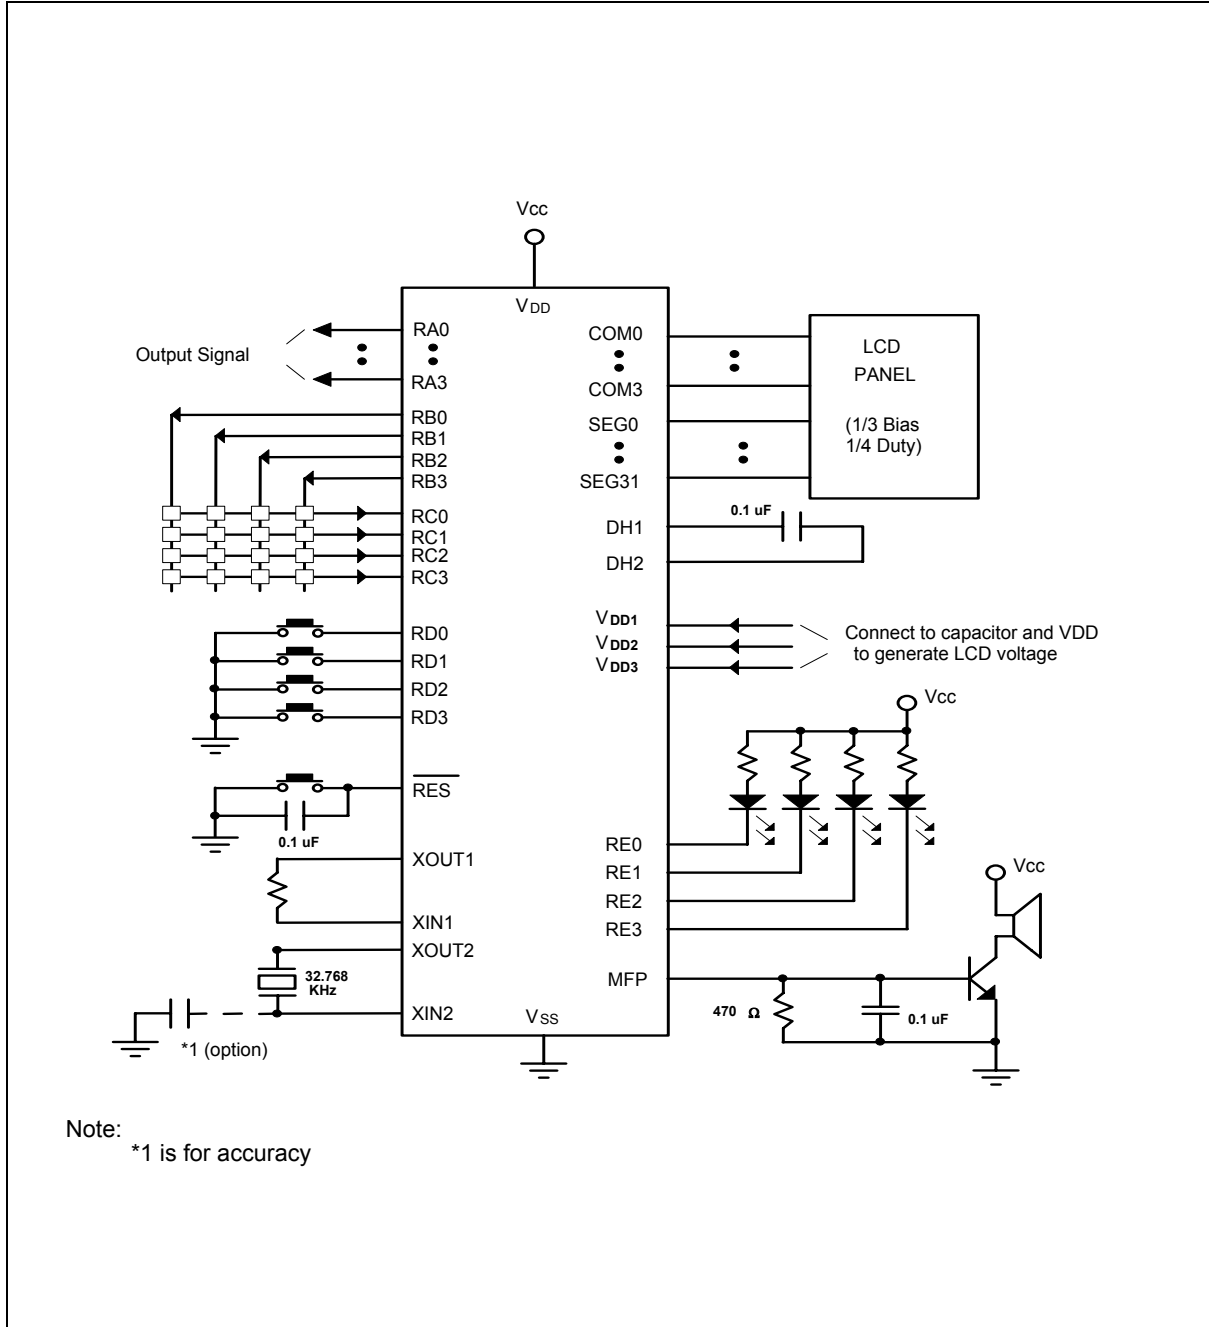 Vcc
VDD
Output Signal
RA0
RA3
RB0
RB1
RB2
RB3
RC0
RC1
RC2
RC3
RD0
RD1
RD2
RD3
RES
0.1 uF
XOUT1
XIN1
XOUT2
32.768
KHz
XIN2
*1 (option)
VSS
COM0
COM3
SEG0
SEG31
LCD
PANEL
(1/3 Bias
1/4 Duty)
DH1
0.1 uF
DH2
VDD1
VDD2
VDD3
Connect to capacitor and VDD
to generate LCD voltage
Vcc
RE0
RE1
RE2
RE3
Vcc
MFP
470 Ω
0.1 uF
Note:
*1 is for accuracy